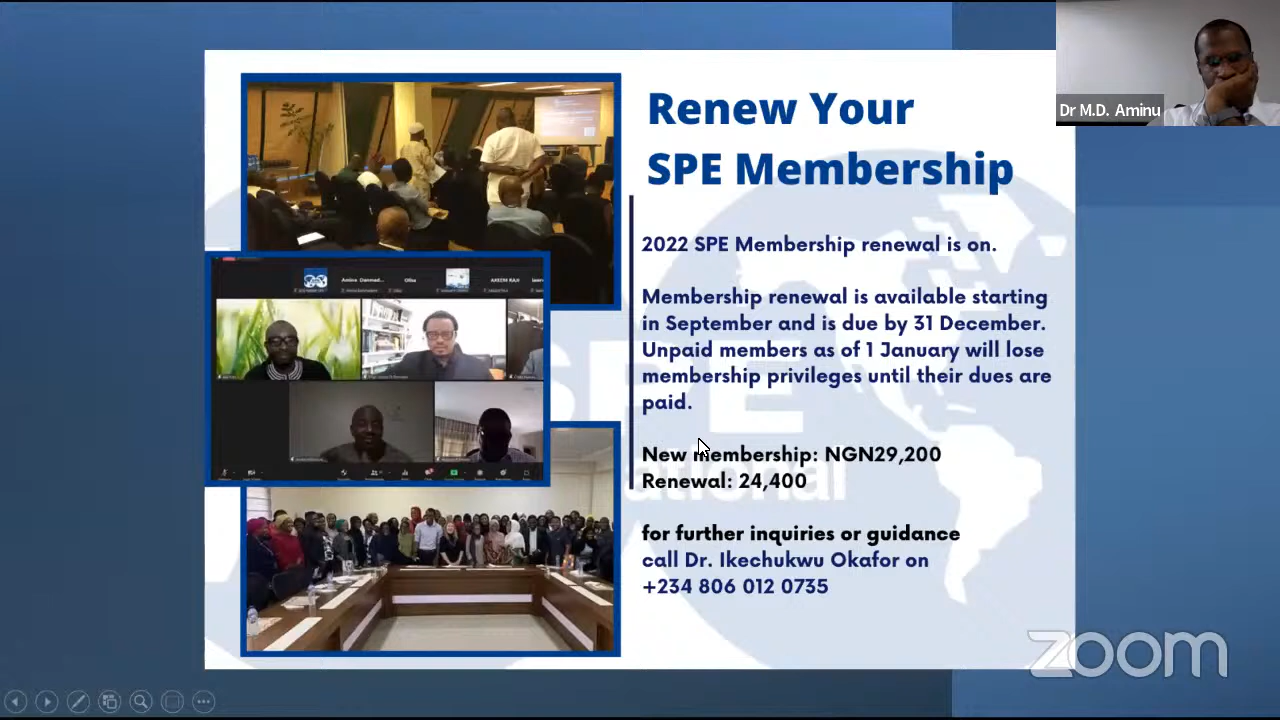 Renew Your
SPE Membership
Dr M.D. Aminu
2022 SPE Membership renewal is on.
Membership renewal is available starting
in September and is due by 31 December.
Unpaid members as of 1 January will lose
membership privileges until their dues are
paid.
New membership: NGN29,200
Renewal: 24,400
for further inquiries or guidance
call Dr. Ikechukwu Okafor on
+234 806 012 0735
SPE
zoom